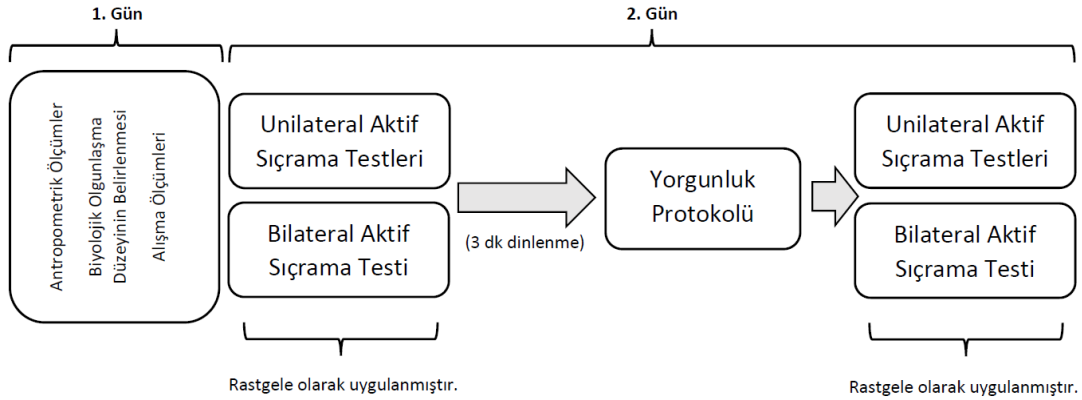 1. Gün
2. Gün
Antropometrik Ölçümler
Biyolojik Olgunlaşma
Düzeyinin Belirlenmesi
Alışma Ölçümleri
Unilateral Aktif
Sıçrama Testleri
Bilateral Aktif
Sıçrama Testi
Rastgele olarak uygulanmıştır.
(3 dk dinlenme)
Yorgunluk
Protokolü
Unilateral Aktif
Sıçrama Testleri
Bilateral Aktif
Sıçrama Testi
Rastgele olarak uygulanmıştır.